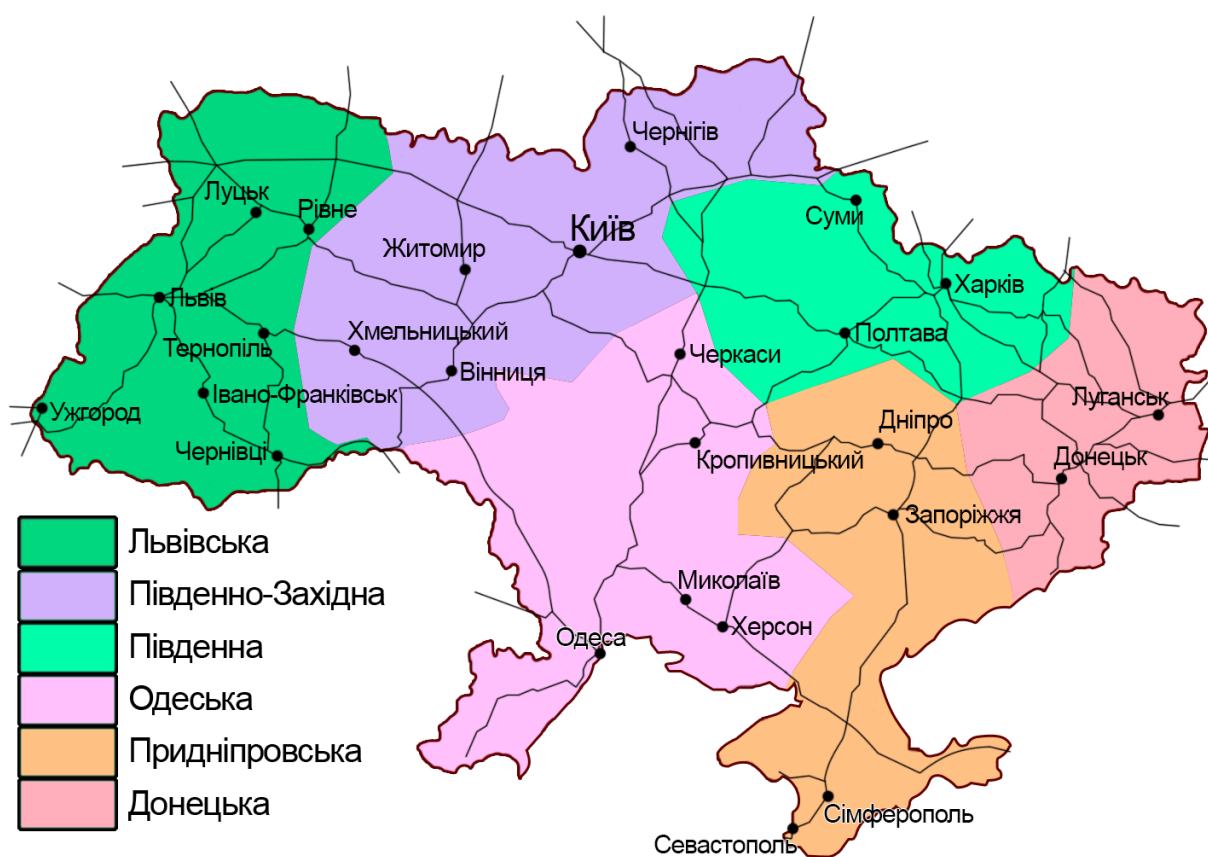 Чернігів
Луцьк
Рівне
Суми
Київ
Житомир
Харків
Львів
Хмельницький
Полтава
Тернопіль
Черкаси
Вінниця
Івано-Франківськ
Луганськ
Ужгород
Дніпро
Чернівці
Кропивницький
Донецьк
Запоріжжя
Львівська
Південно-Західна
Миколаїв
Херсон
Південна
Одеса
Одеська
Придніпровська
Донецька
Сімферополь
Севастополь